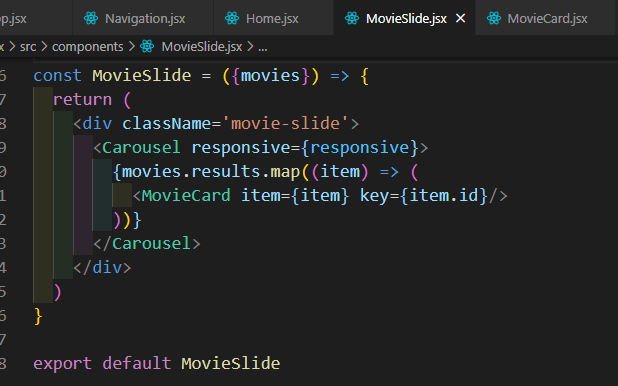 p.jsx Navigation.jsx Home.jsx MovieSlide.jsx × MovieCard.jsx
x > src > components > MovieSlide.jsx > ...
6 const MovieSlide = ({movies}) => {
7   return (
8     <div className='movie-slide'>
9       <Carousel responsive={responsive}>
0         {movies.results.map((item) => (
1           <MovieCard item={item} key={item.id}/>
2         ))}
3       </Carousel>
4     </div>
5   )
6 }
7
8 export default MovieSlide